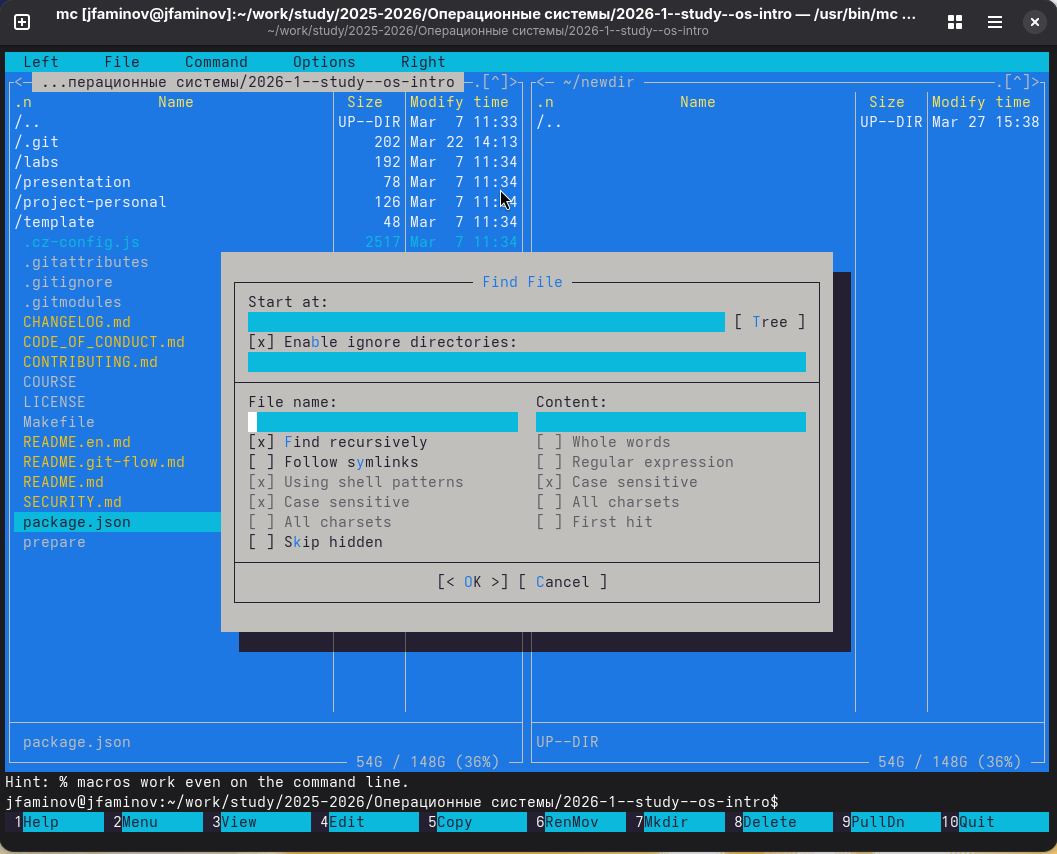 mc [jfaminov@jfaminov]:~/work/study/2025-2026/Операционные системы/2026-1--study--os-intro — /usr/bin/mc ...
~/work/study/2025-2026/Операционные системы/2026-1--study--os-intro
Left File Command Options Right
<— ...перационные системы/2026-1--study--os-intro —.[^]> <— ~/newdir —.[^]>
.n Name Size Modify time .n Name Size Modify time
/.. UP--DIR Mar 7 11:33 /.. UP--DIR Mar 27 15:38
/.git 202 Mar 22 14:13
/labs 192 Mar 7 11:34
/presentation 78 Mar 7 11:34
/project-personal 126 Mar 7 11:34
/template 48 Mar 7 11:34
.cz-config.js 2517 Mar 7 11:34
.gitattributes
.gitignore Find File
.gitmodules Start at:
CHANGELOG.md [ Tree ]
CODE_OF_CONDUCT.md [x] Enable ignore directories:
CONTRIBUTING.md
COURSE
LICENSE File name: Content:
Makefile
README.en.md [x] Find recursively [ ] Whole words
README.git-flow.md [ ] Follow symlinks [ ] Regular expression
README.md [x] Using shell patterns [x] Case sensitive
SECURITY.md [x] Case sensitive [ ] All charsets
package.json [ ] All charsets [ ] First hit
prepare [ ] Skip hidden
[< OK >] [ Cancel ]
package.json UP--DIR
54G / 148G (36%) 54G / 148G (36%)
Hint: % macros work even on the command line.
jfaminov@jfaminov:~/work/study/2025-2026/Операционные системы/2026-1--study--os-intro$
1Help 2Menu 3View 4Edit 5Copy 6RenMov 7Mkdir 8Delete 9PullDn 10Quit